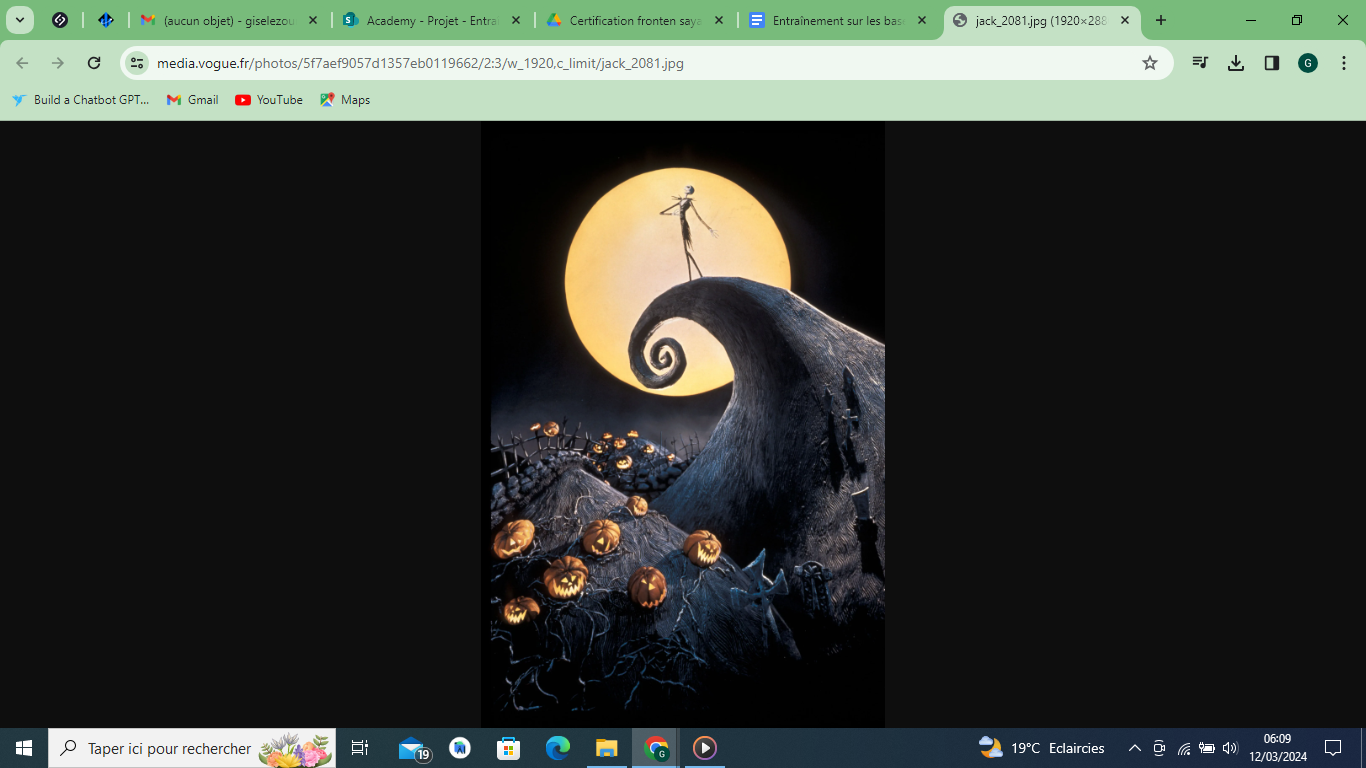 (aucun objet) - giselezou
Academy - Projet - Entra
Certification fronten saya
Entraînement sur les bas
jack_2081.jpg (1920×288
media.vogue.fr/photos/5f7aef9057d1357eb0119662/2:3/w_1920,c_limit/jack_2081.jpg
G
Build a Chatbot GPT...
Gmail
YouTube
Maps
Taper ici pour rechercher
19
G
19°C Eclaircies
06:09
12/03/2024